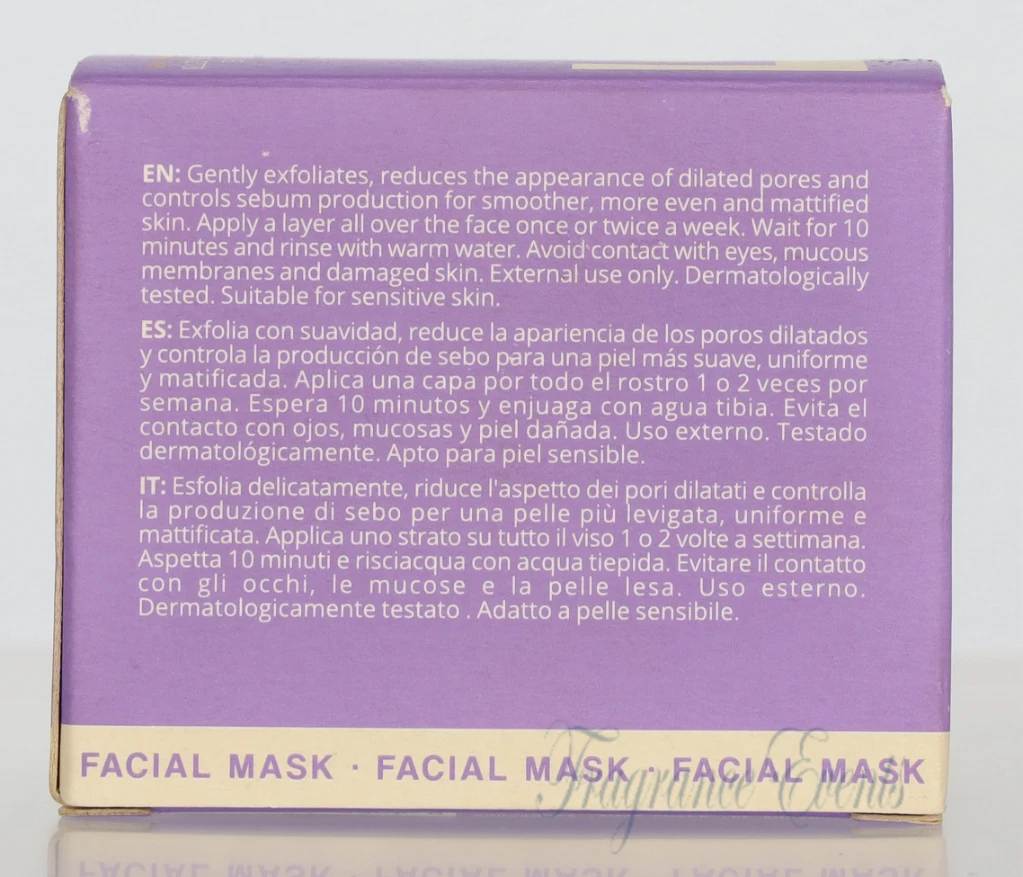 EN: Gently exfoliates, reduces the appearance of dilated pores and
controls sebum production for smoother, more even and mattified
skin. Apply a layer all over the face once or twice a week. Wait for 10
minutes and rinse with warm water. Avoid contact with eyes, mucous
membranes and damaged skin. External use only. Dermatologically
tested. Suitable for sensitive skin.
ES: Exfolia con suavidad, reduce la apariencia de los poros dilatados
y controla la producción de sebo para una piel más suave, uniforme
y matificada. Aplica una capa por todo el rostro 1 o 2 veces por
semana. Espera 10 minutos y enjuaga con agua tibia. Evita el
contacto con ojos, mucosas y piel dañada. Uso externo. Testado
dermatológicamente. Apto para piel sensible.
IT: Esfolia delicatamente, riduce l'aspetto dei pori dilatati e controlla
la produzione di sebo per una pelle più levigata, uniforme e
mattificata. Applica uno strato su tutto il viso 1 o 2 volte a settimana.
Aspetta 10 minuti e risciacqua con acqua tiepida. Evitare il contatto
con gli occhi, le mucose e la pelle lesa. Uso esterno.
Dermatologicamente testato . Adatto a pelle sensibile.
FACIAL MASK · FACIAL MASK · FACIAL MASK
Fragrance Events